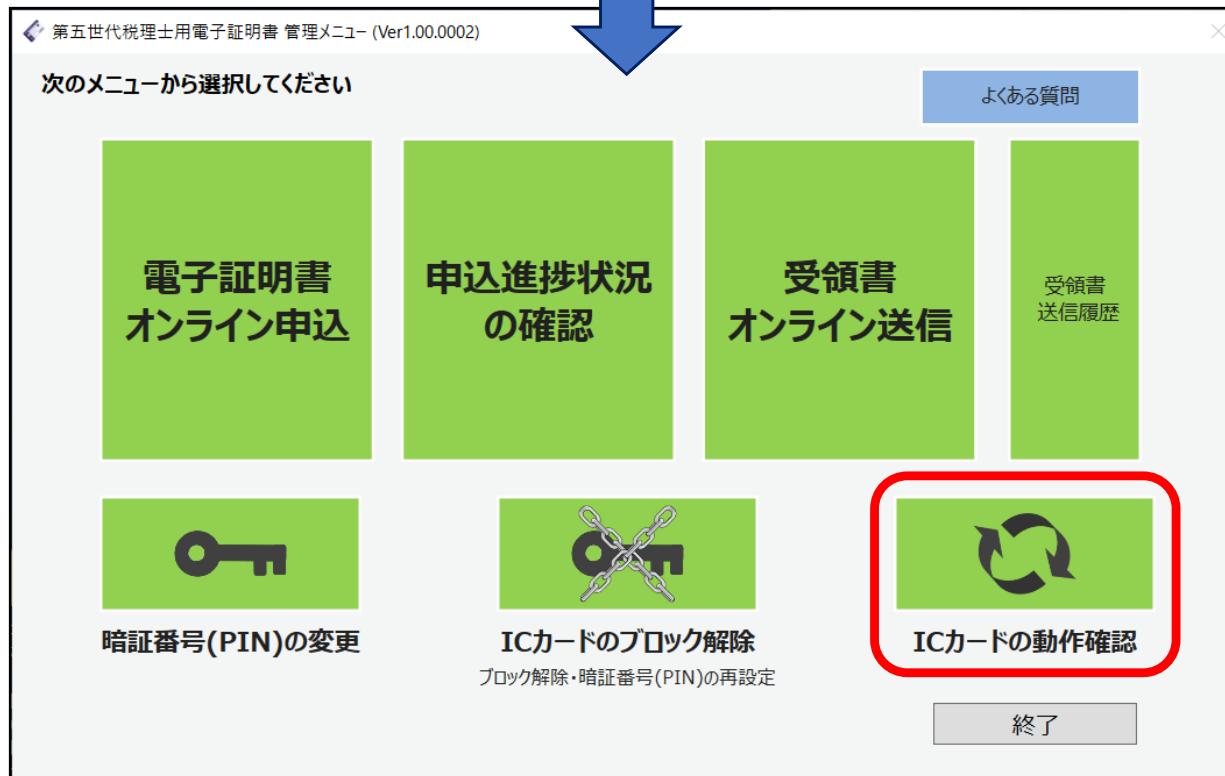 第五世代税理士用電子証明書 管理メニュー (Ver1.00.0002)
次のメニューから選択してください
よくある質問
電子証明書
オンライン申込
申込進捗状況
の確認
受領書
オンライン送信
受領書
送信履歴
暗証番号(PIN)の変更
ICカードのブロック解除
ブロック解除・暗証番号(PIN)の再設定
ICカードの動作確認
終了